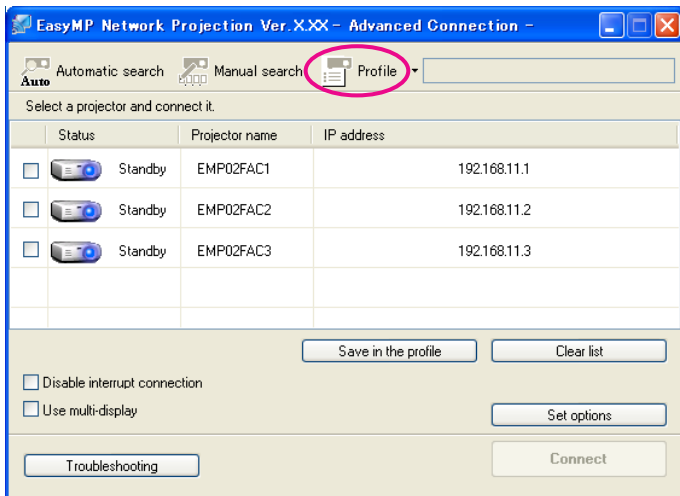 EasyMP Network Projection Ver.X.XX - Advanced Connection -
Auto Automatic search Manual search Profile
Select a projector and connect it.
Status Projector name IP address
Standby EMP02FAC1 192.168.11.1
Standby EMP02FAC2 192.168.11.2
Standby EMP02FAC3 192.168.11.3
Save in the profile Clear list
Disable interrupt connection
Use multi-display
Set options
Troubleshooting Connect